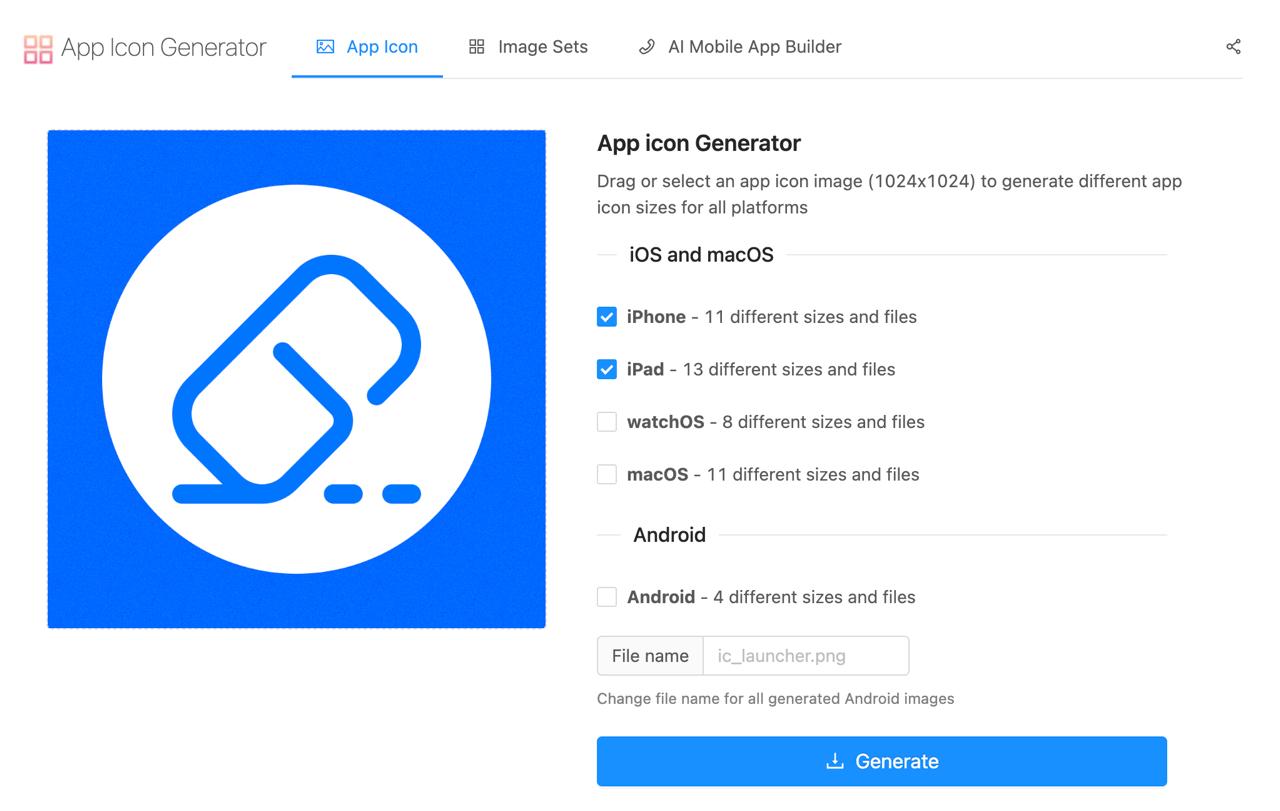 App Icon Generator
App Icon
Image Sets
AI Mobile App Builder
App icon Generator
Drag or select an app icon image (1024x1024) to generate different app
icon sizes for all platforms
iOS and macOS
iPhone - 11 different sizes and files
iPad - 13 different sizes and files
watchOS - 8 different sizes and files
macOS - 11 different sizes and files
Android
Android - 4 different sizes and files
File name
ic_launcher.png
Change file name for all generated Android images
Generate